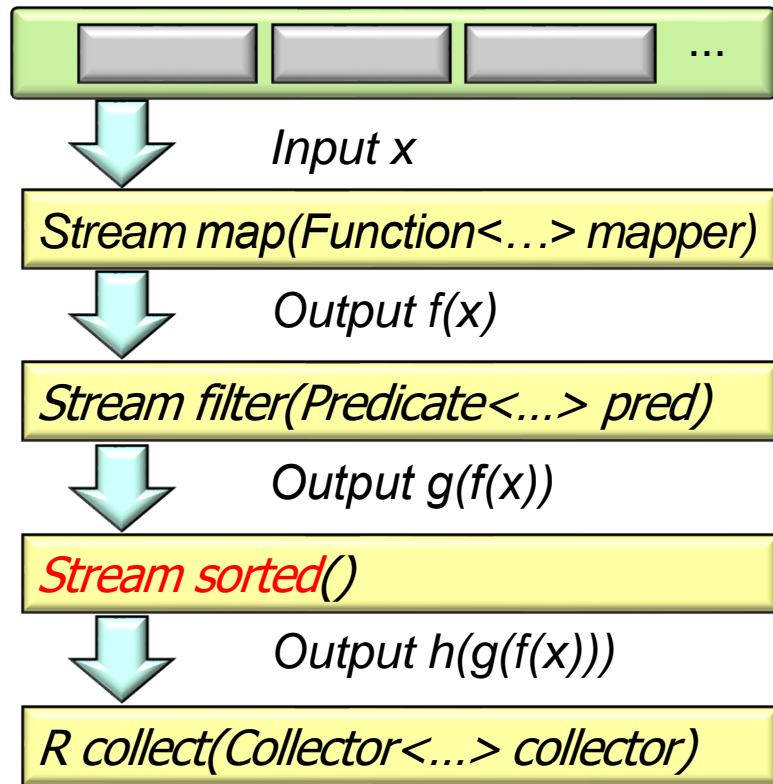 ...
Input x
Stream map(Function<…> mapper)
Output f(x)
Stream filter(Predicate<...> pred)
Output g(f(x))
Stream sorted()
Output h(g(f(x)))
R collect(Collector<...> collector)